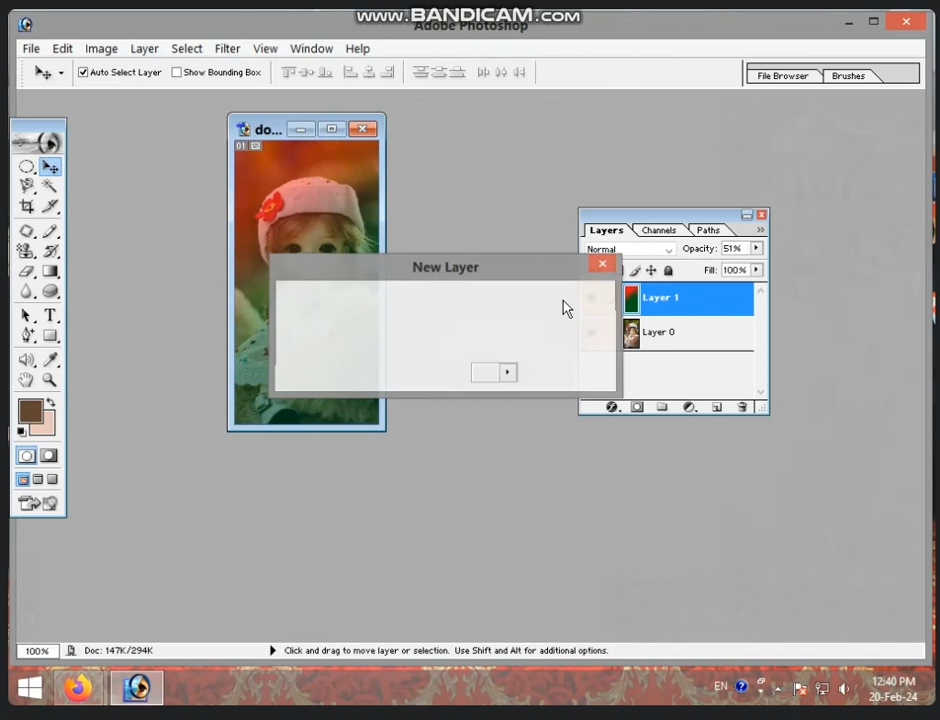 www.BANDICAM.com
Adobe Photoshop
File Edit Image Layer Select Filter View Window Help
Auto Select Layer Show Bounding Box File Browser Brushes
do...
01
Layers Channels Paths
Normal Opacity: 51%
Fill: 100%
New Layer
Layer 1
Layer 0
100% Doc: 147K/294K Click and drag to move layer or selection. Use Shift and Alt for additional options.
EN 12:40 PM
20-Feb-24